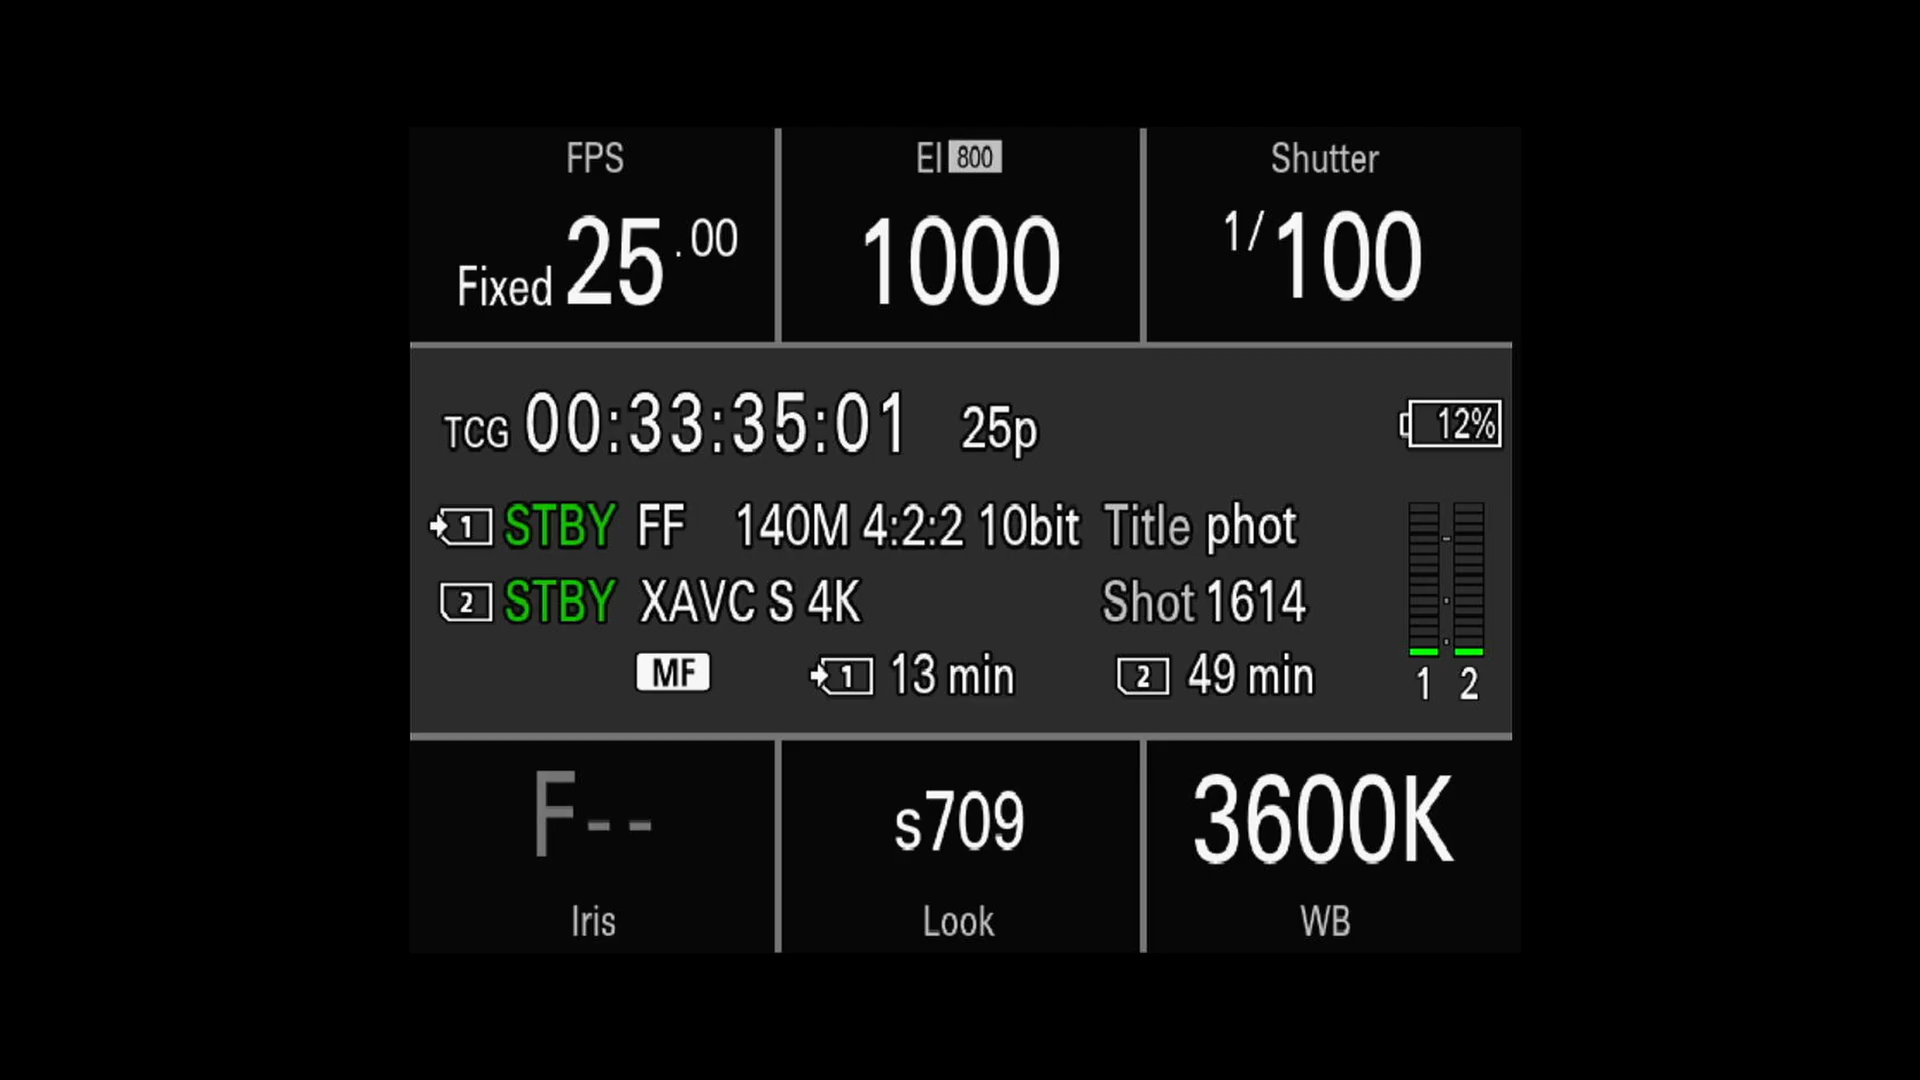 FPS
Fixed 25.00
EI 800
1000
Shutter
1/100
TCG 00:33:35:01 25p
12%
1 STBY FF 140M 4:2:2 10bit Title phot
2 STBY XAVC S 4K Shot 1614
MF 1 13 min 2 49 min
1 2
F--
Iris
s709
Look
3600K
WB